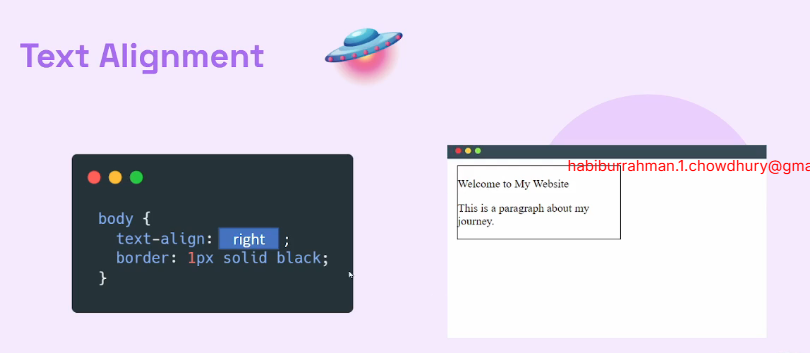 Text Alignment
body {
text-align: right ;
border: 1px solid black;
}
habiburrahman.1.chowdhury@gma
Welcome to My Website
This is a paragraph about my
journey.